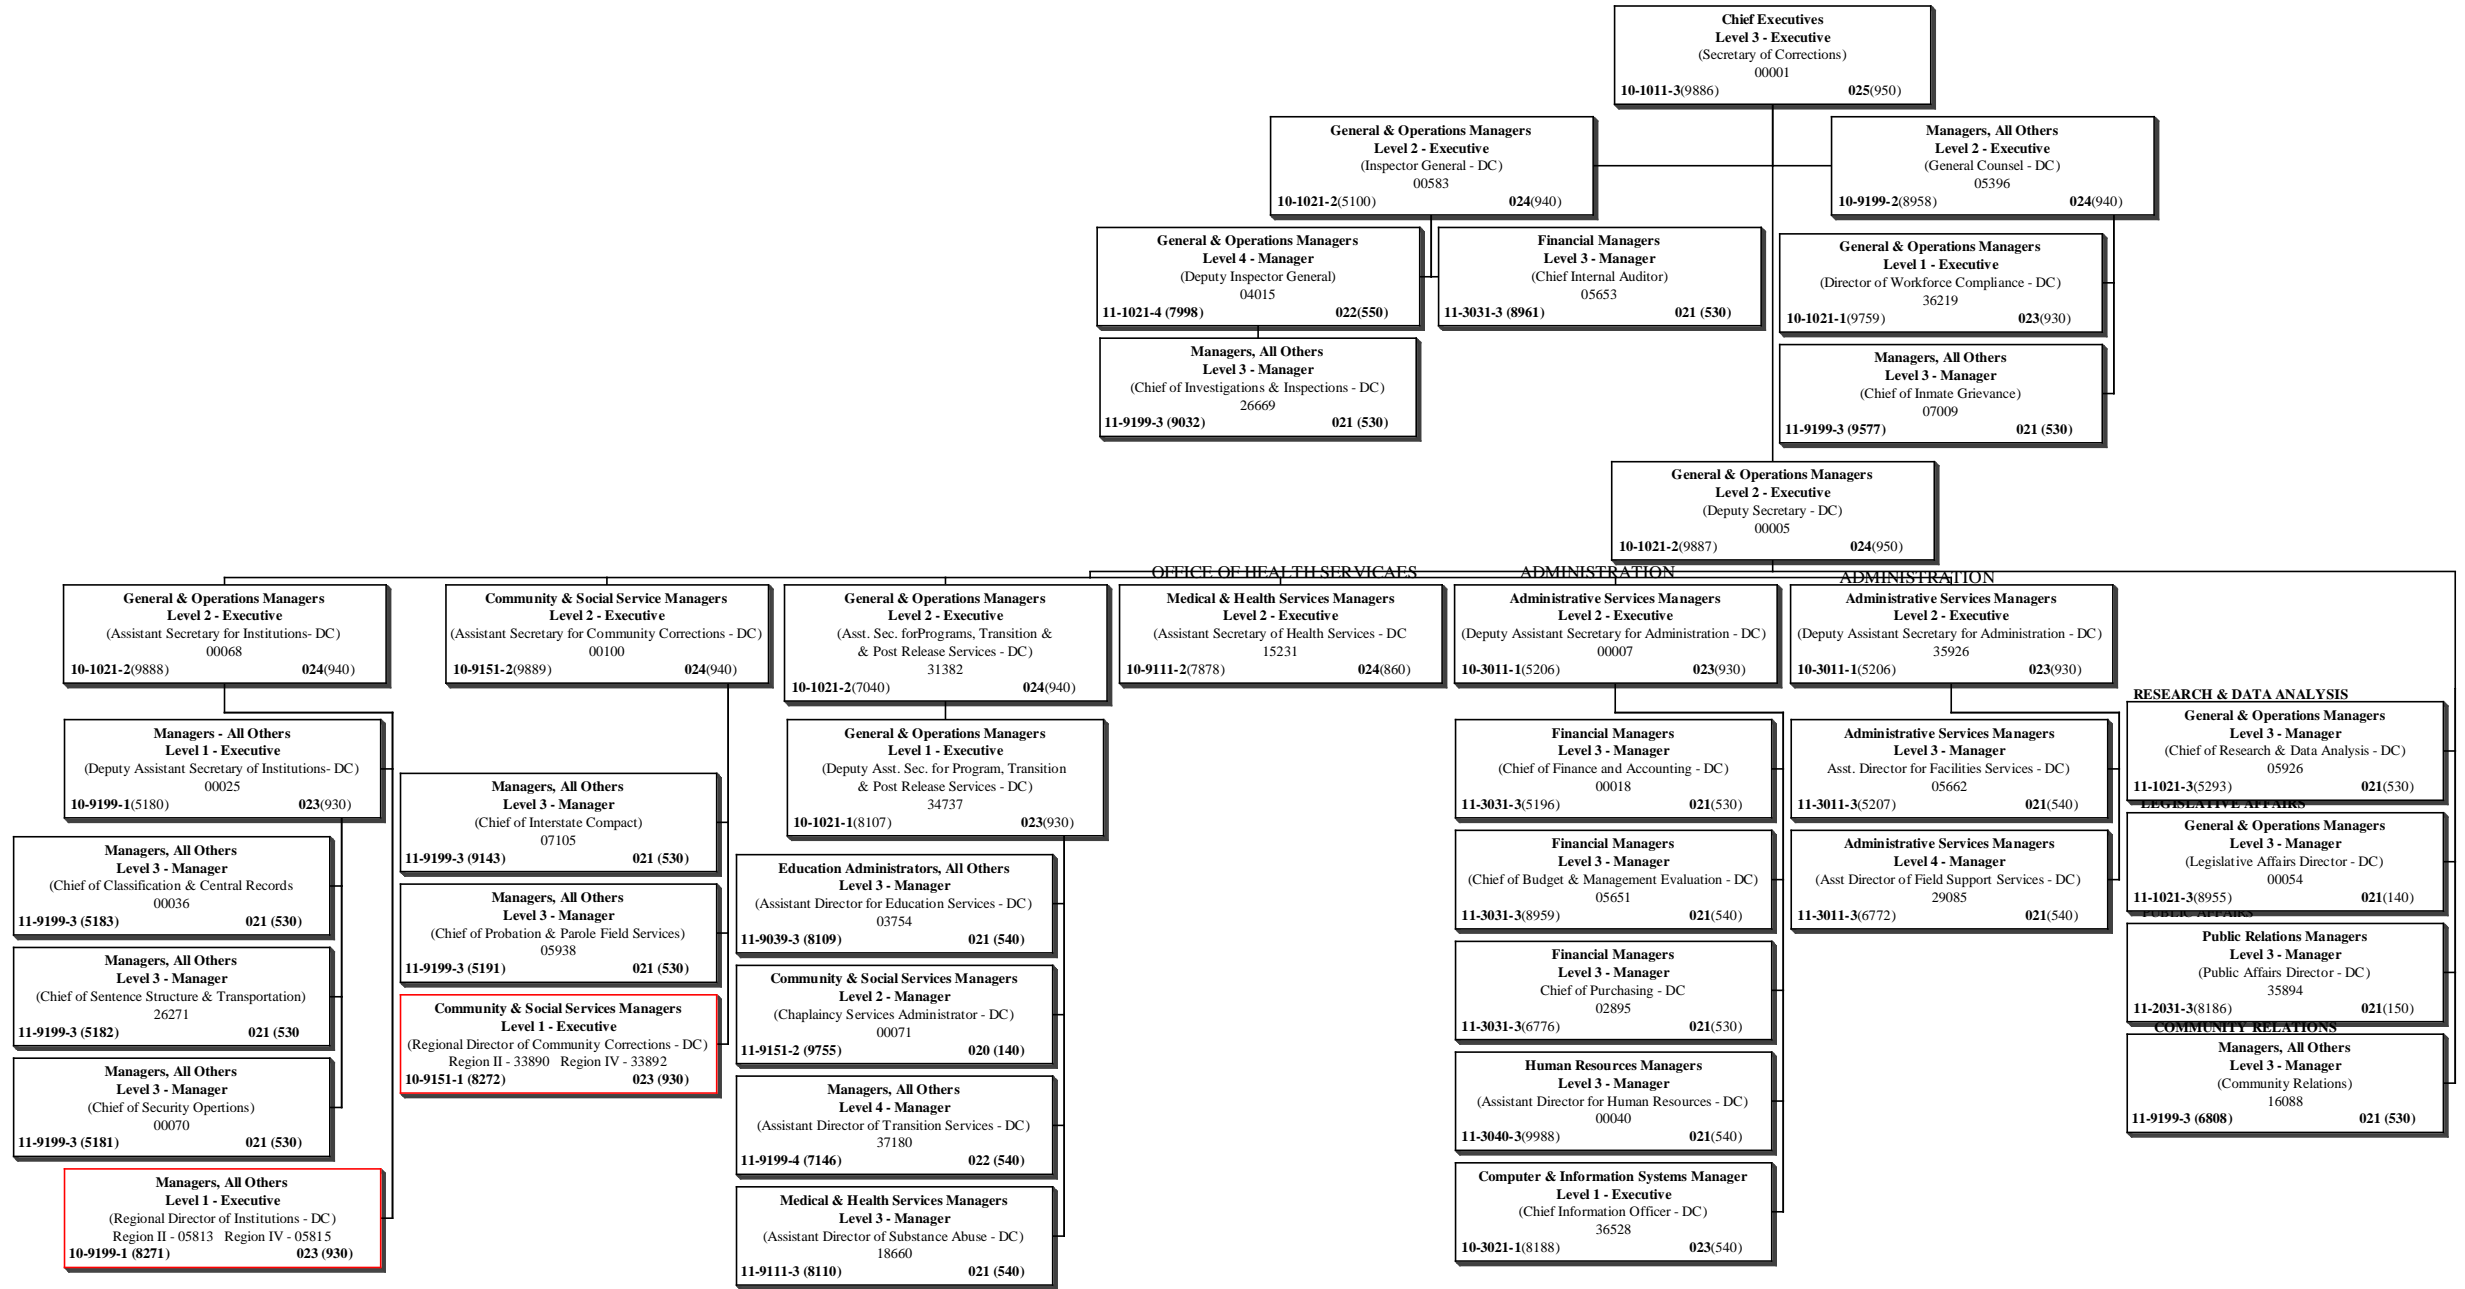 Chief Executives
Level 3 - Executive
(Secretary of Corrections)
00001
10-1011-3(9886) 025(950)
General & Operations Managers
Level 2 - Executive
(Inspector General - DC)
00583
10-1021-2(5100) 024(940)
Managers, All Others
Level 2 - Executive
(General Counsel - DC)
05396
10-9199-2(8958) 024(940)
General & Operations Managers
Level 4 - Manager
(Deputy Inspector General)
04015
11-1021-4 (7998) 022(550)
Financial Managers
Level 3 - Manager
(Chief Internal Auditor)
05653
11-3031-3 (8961) 021 (530)
General & Operations Managers
Level 1 - Executive
(Director of Workforce Compliance - DC)
36219
10-1021-1(9759) 023(930)
Managers, All Others
Level 3 - Manager
(Chief of Investigations & Inspections - DC)
26669
11-9199-3 (9032) 021 (530)
Managers, All Others
Level 3 - Manager
(Chief of Inmate Grievance)
07009
11-9199-3 (9577) 021 (530)
General & Operations Managers
Level 2 - Executive
(Deputy Secretary - DC)
00005
10-1021-2(9887) 024(950)
General & Operations Managers
Level 2 - Executive
(Assistant Secretary for Institutions- DC)
00068
10-1021-2(9888) 024(940)
Managers - All Others
Level 1 - Executive
(Deputy Assistant Secretary of Institutions- DC)
00025
10-9199-1(5180) 023(930)
Managers, All Others
Level 3 - Manager
(Chief of Classification & Central Records
00036
11-9199-3 (5183) 021 (530)
Managers, All Others
Level 3 - Manager
(Chief of Sentence Structure & Transportation)
26271
11-9199-3 (5182) 021 (530
Managers, All Others
Level 3 - Manager
(Chief of Security Opertions)
00070
11-9199-3 (5181) 021 (530)
Managers, All Others
Level 1 - Executive
(Regional Director of Institutions - DC)
Region II - 05813 Region IV - 05815
10-9199-1 (8271) 023 (930)
Community & Social Service Managers
Level 2 - Executive
(Assistant Secretary for Community Corrections - DC)
00100
10-9151-2(9889) 024(940)
Managers, All Others
Level 3 - Manager
(Chief of Interstate Compact)
07105
11-9199-3 (9143) 021 (530)
Managers, All Others
Level 3 - Manager
(Chief of Probation & Parole Field Services)
05938
11-9199-3 (5191) 021 (530)
Community & Social Services Managers
Level 1 - Executive
(Regional Director of Community Corrections - DC)
Region II - 33890 Region IV - 33892
10-9151-1 (8272) 023 (930)
General & Operations Managers
Level 2 - Executive
(Asst. Sec. forPrograms, Transition &
& Post Release Services - DC)
31382
10-1021-2(7040) 024(940)
General & Operations Managers
Level 1 - Executive
(Deputy Asst. Sec. for Program, Transition
& Post Release Services - DC)
34737
10-1021-1(8107) 023(930)
Education Administrators, All Others
Level 3 - Manager
(Assistant Director for Education Services - DC)
03754
11-9039-3 (8109) 021 (540)
Community & Social Services Managers
Level 2 - Manager
(Chaplaincy Services Administrator - DC)
00071
11-9151-2 (9755) 020 (140)
Managers, All Others
Level 4 - Manager
(Assistant Director of Transition Services - DC)
37180
11-9199-4 (7146) 022 (540)
Medical & Health Services Managers
Level 3 - Manager
(Assistant Director of Substance Abuse - DC)
18660
11-9111-3 (8110) 021 (540)
OFFICE OF HEALTH SERVICAES
Medical & Health Services Managers
Level 2 - Executive
(Assistant Secretary of Health Services - DC
15231
10-9111-2(7878) 024(860)
ADMINISTRATION
Administrative Services Managers
Level 2 - Executive
(Deputy Assistant Secretary for Administration - DC)
00007
10-3011-1(5206) 023(930)
Financial Managers
Level 3 - Manager
(Chief of Finance and Accounting - DC)
00018
11-3031-3(5196) 021(530)
Financial Managers
Level 3 - Manager
(Chief of Budget & Management Evaluation - DC)
05651
11-3031-3(8959) 021(540)
Financial Managers
Level 3 - Manager
Chief of Purchasing - DC
02895
11-3031-3(6776) 021(530)
Human Resources Managers
Level 3 - Manager
(Assistant Director for Human Resources - DC)
00040
11-3040-3(9988) 021(540)
Computer & Information Systems Manager
Level 1 - Executive
(Chief Information Officer - DC)
36528
10-3021-1(8188) 023(540)
ADMINISTRATION
Administrative Services Managers
Level 2 - Executive
(Deputy Assistant Secretary for Administration - DC)
35926
10-3011-1(5206) 023(930)
Administrative Services Managers
Level 3 - Manager
Asst. Director for Facilities Services - DC)
05662
11-3011-3(5207) 021(540)
Administrative Services Managers
Level 4 - Manager
(Asst Director of Field Support Services - DC)
29085
11-3011-3(6772) 021(540)
RESEARCH & DATA ANALYSIS
General & Operations Managers
Level 3 - Manager
(Chief of Research & Data Analysis - DC)
05926
11-1021-3(5293) 021(530)
LEGISLATIVE AFFAIRS
General & Operations Managers
Level 3 - Manager
(Legislative Affairs Director - DC)
00054
11-1021-3(8955) 021(140)
PUBLIC AFFAIRS
Public Relations Managers
Level 3 - Manager
(Public Affairs Director - DC)
35894
11-2031-3(8186) 021(150)
COMMUNITY RELATIONS
Managers, All Others
Level 3 - Manager
(Community Relations)
16088
11-9199-3 (6808) 021 (530)